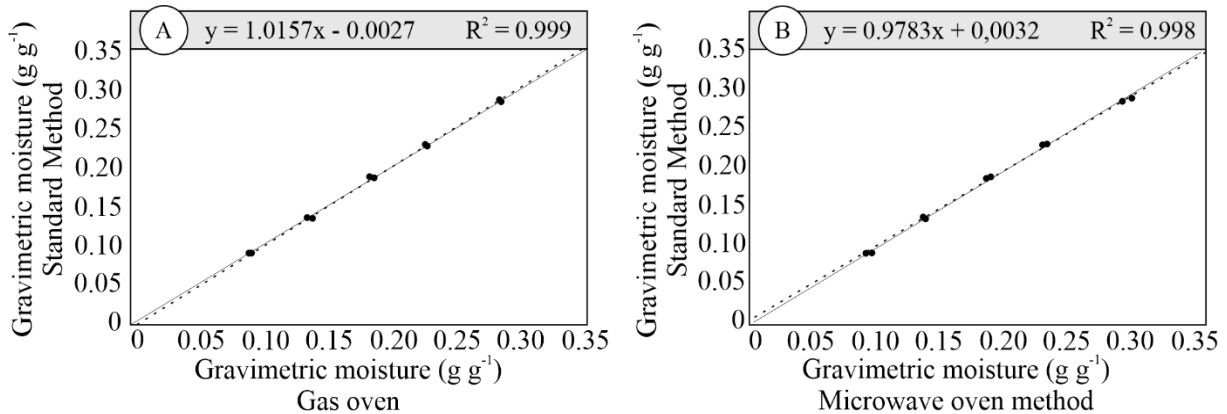 A y = 1.0157x - 0.0027 R² = 0.999
Gravimetric moisture (g g⁻¹)
Standard Method
0.35
0.30
0.25
0.20
0.15
0.10
0.05
0
0 0.05 0.10 0.15 0.20 0.25 0.30 0.35
Gravimetric moisture (g g⁻¹)
Gas oven
B y = 0.9783x + 0,0032 R² = 0.998
Gravimetric moisture (g g⁻¹)
Standard Method
0.35
0.30
0.25
0.20
0.15
0.10
0.05
0
0 0.05 0.10 0.15 0.20 0.25 0.30 0.35
Gravimetric moisture (g g⁻¹)
Microwave oven method